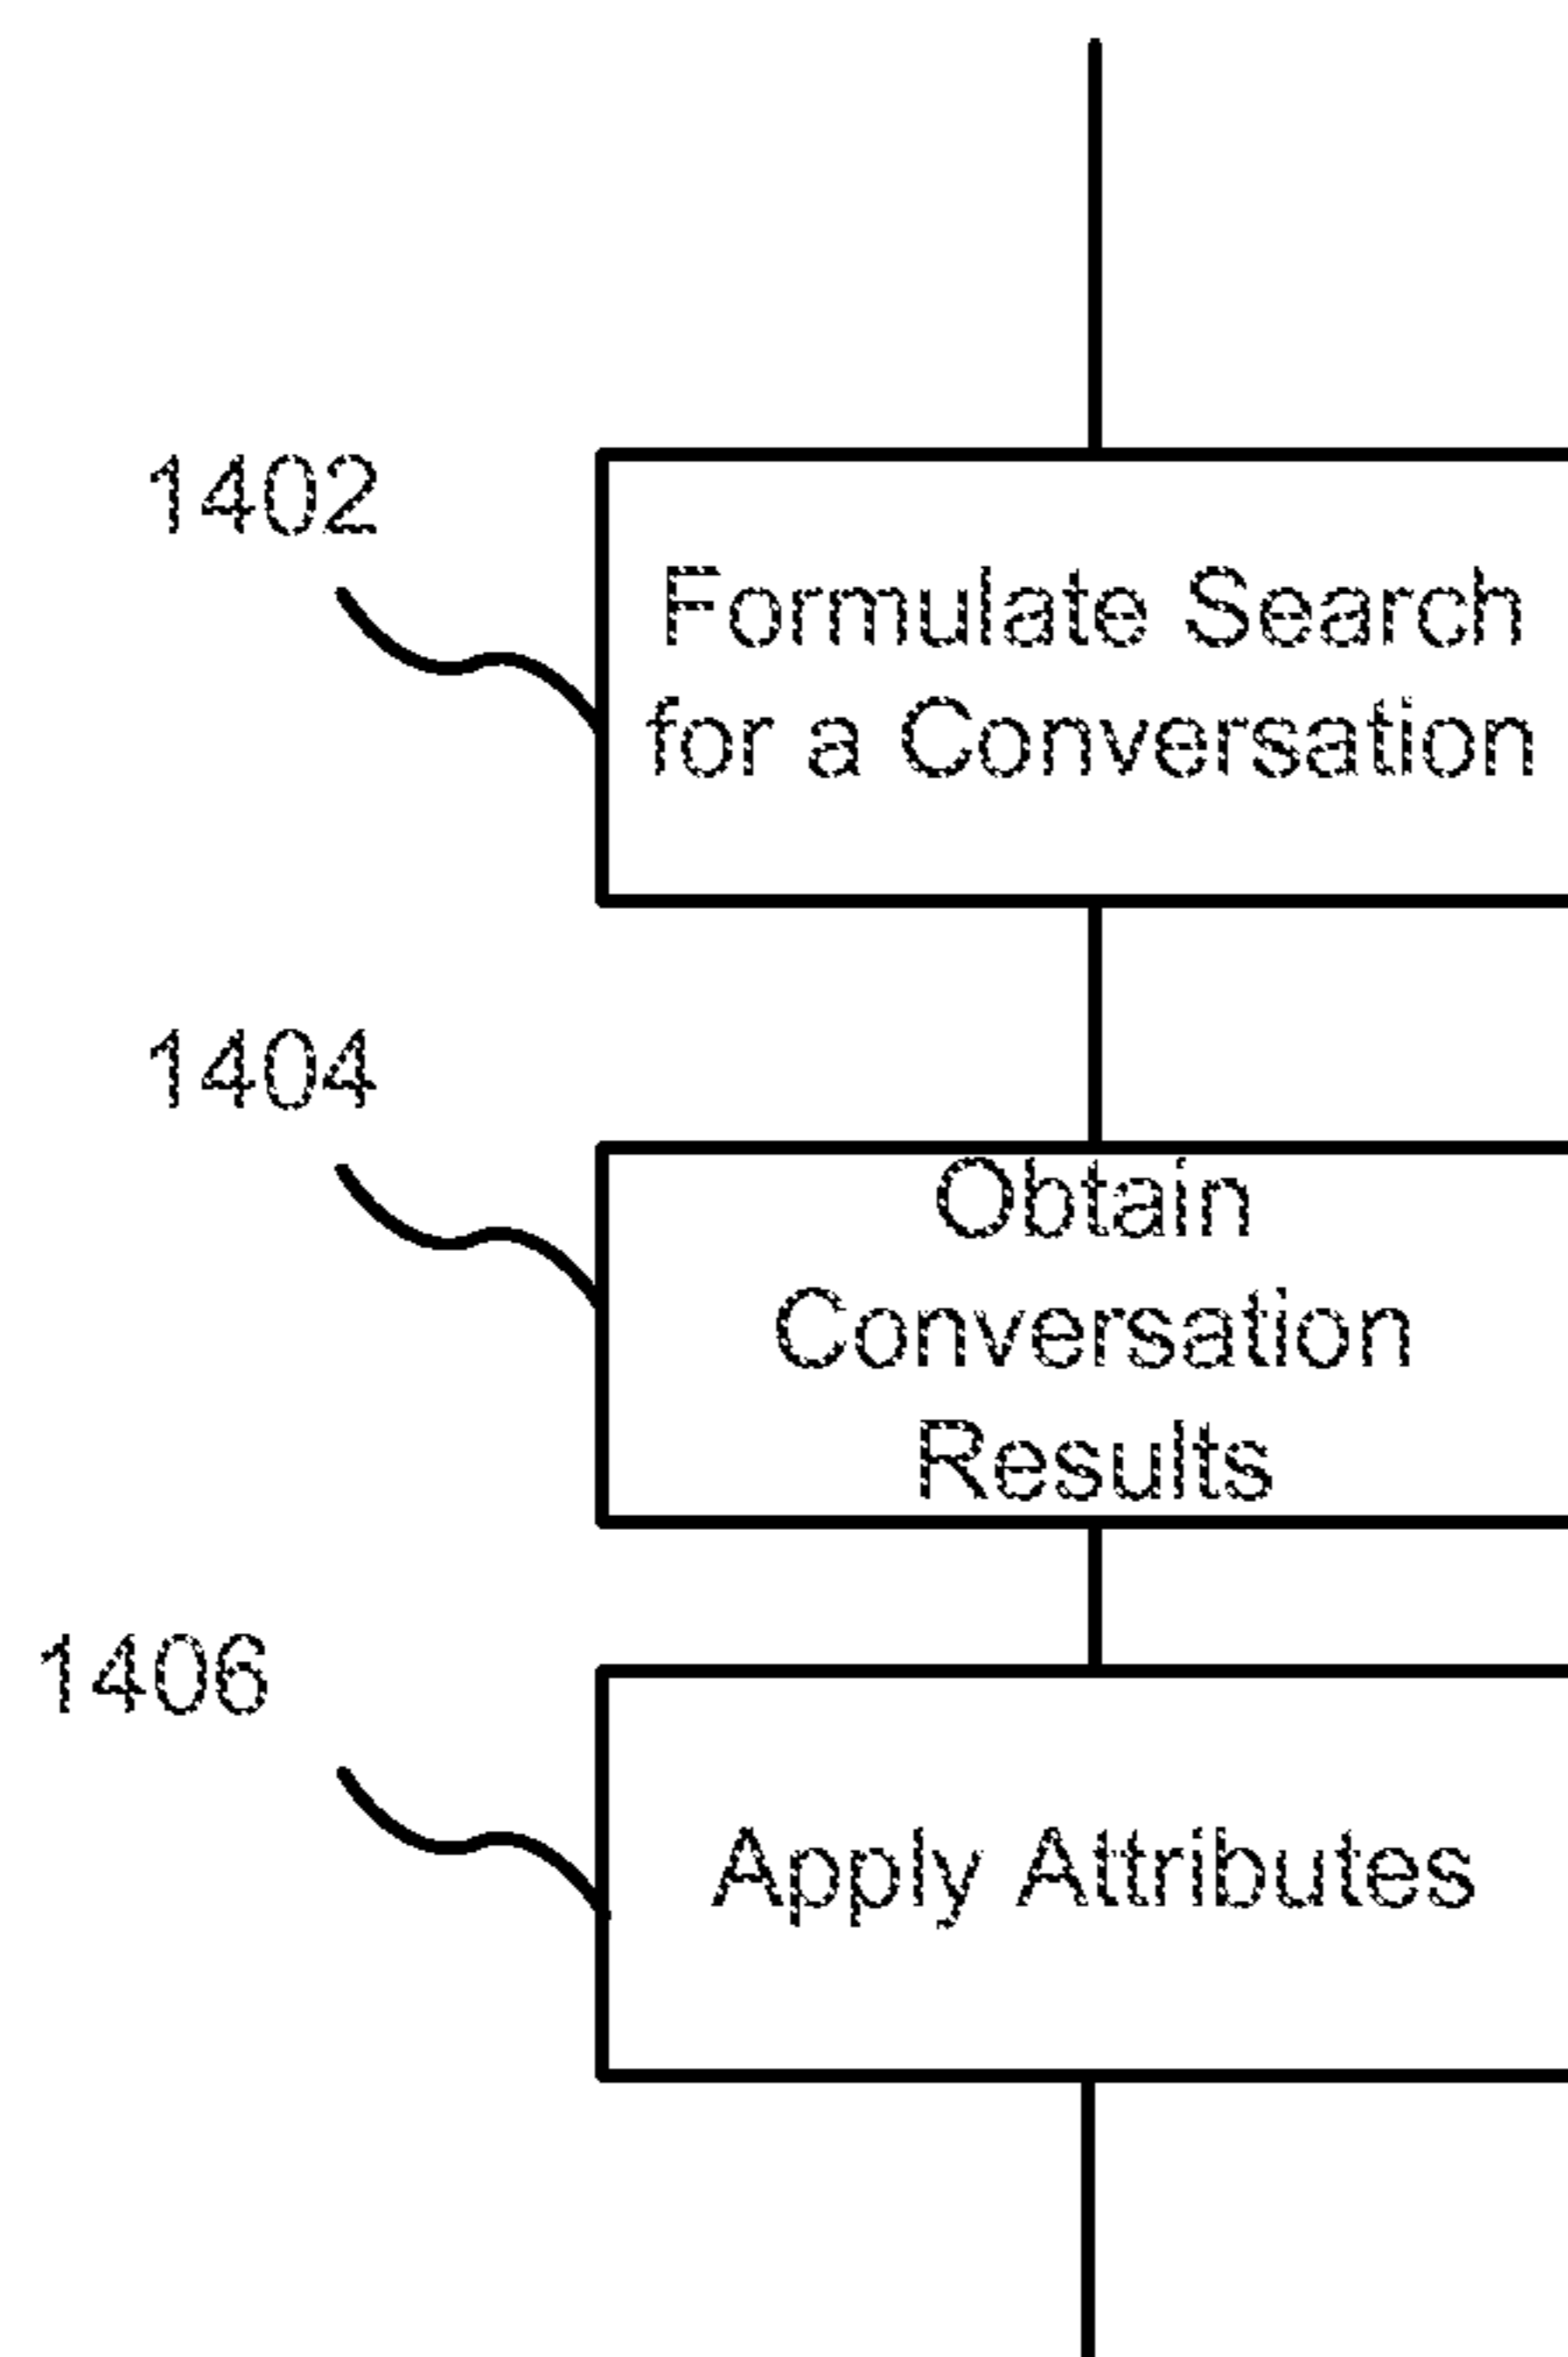 1402
Formulate Search
for a Conversation
1404
Obtain
Conversation
Results
1406
Apply Attributes